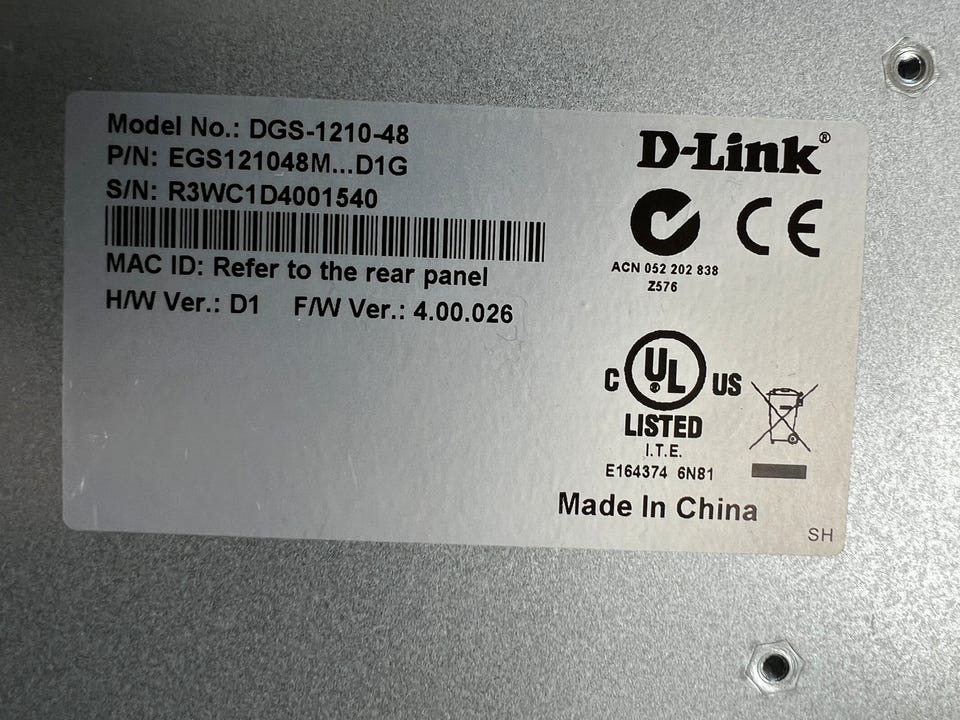 Model No.: DGS-1210-48
P/N: EGS121048M...D1G
S/N: R3WC1D4001540
MAC ID: Refer to the rear panel
H/W Ver.: D1 F/W Ver.: 4.00.026
D-Link®
CE
ACN 052 202 838
Z576
C UL® US
LISTED
I.T.E.
E164374 6N81
Made In China
SH